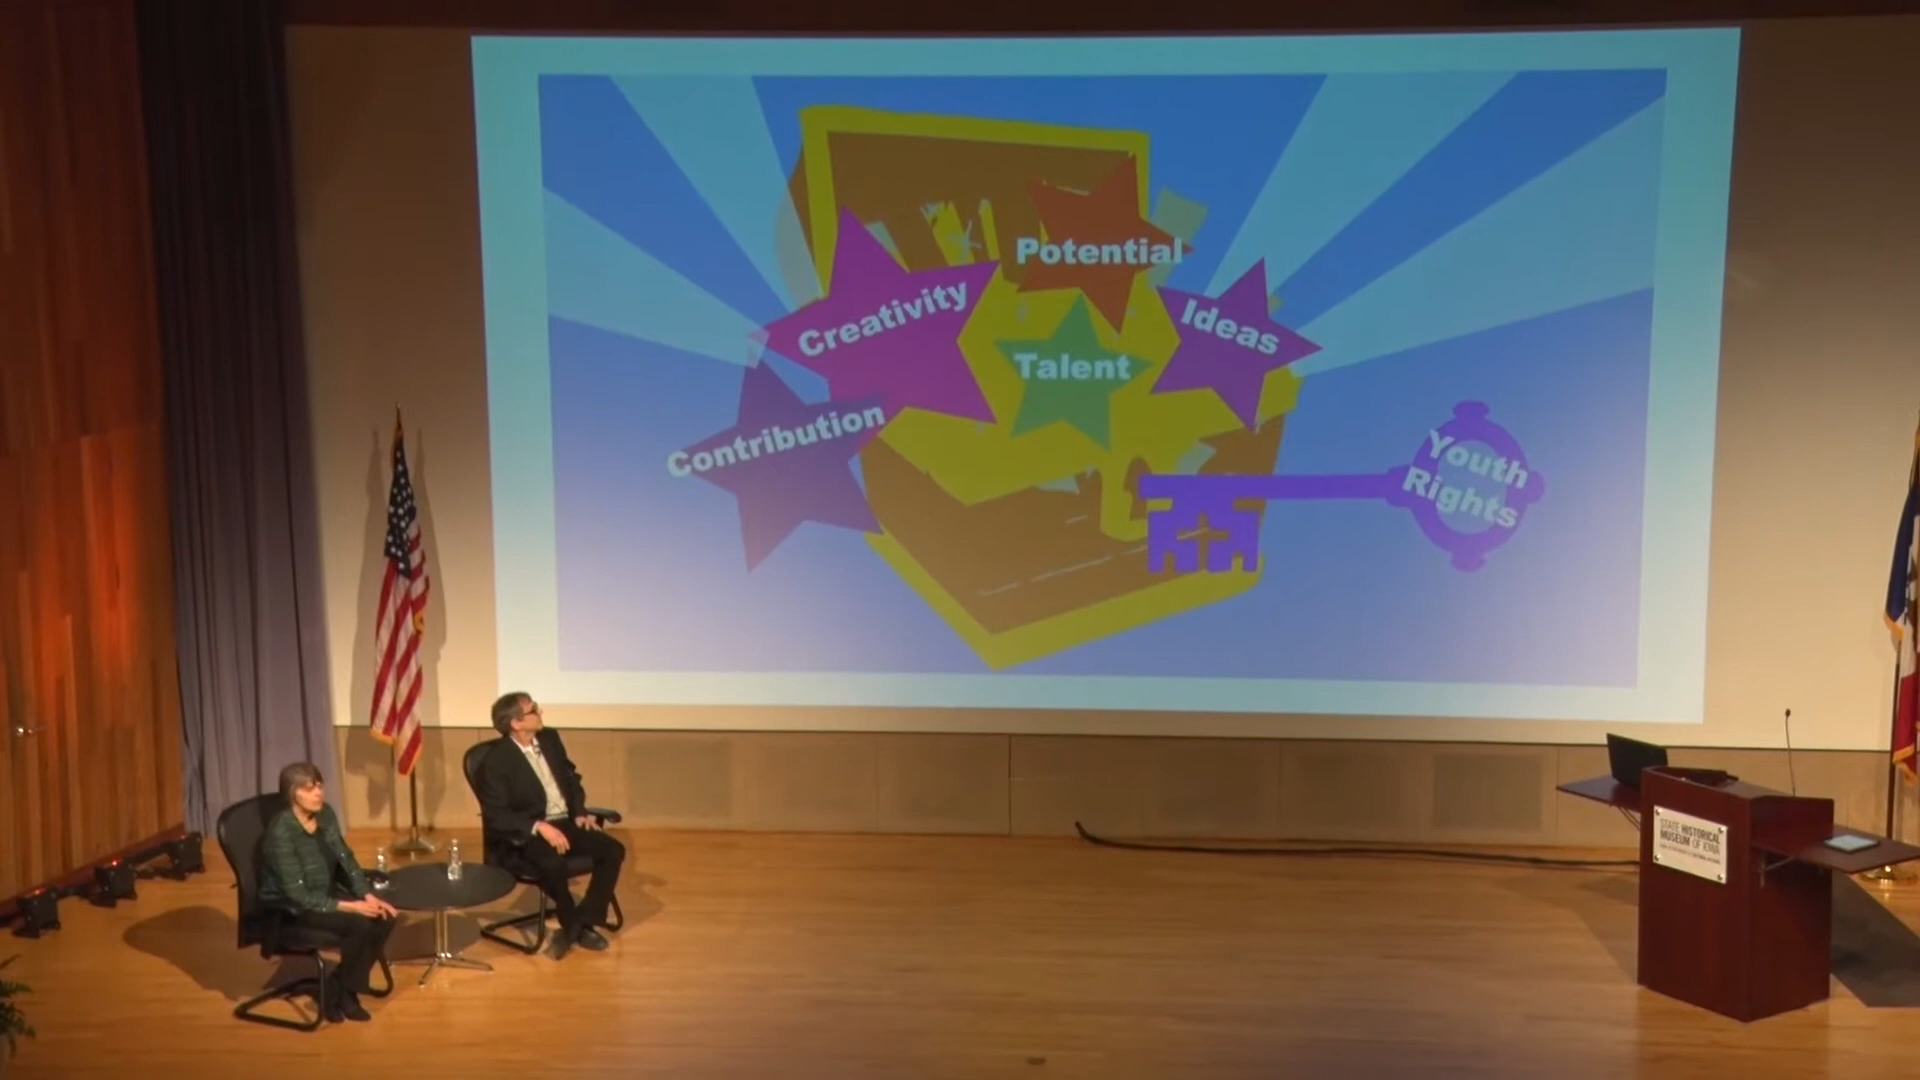 Potential
Creativity
Ideas
Talent
Contribution
Youth
Rights
STATE HISTORICAL
MUSEUM OF IOWA